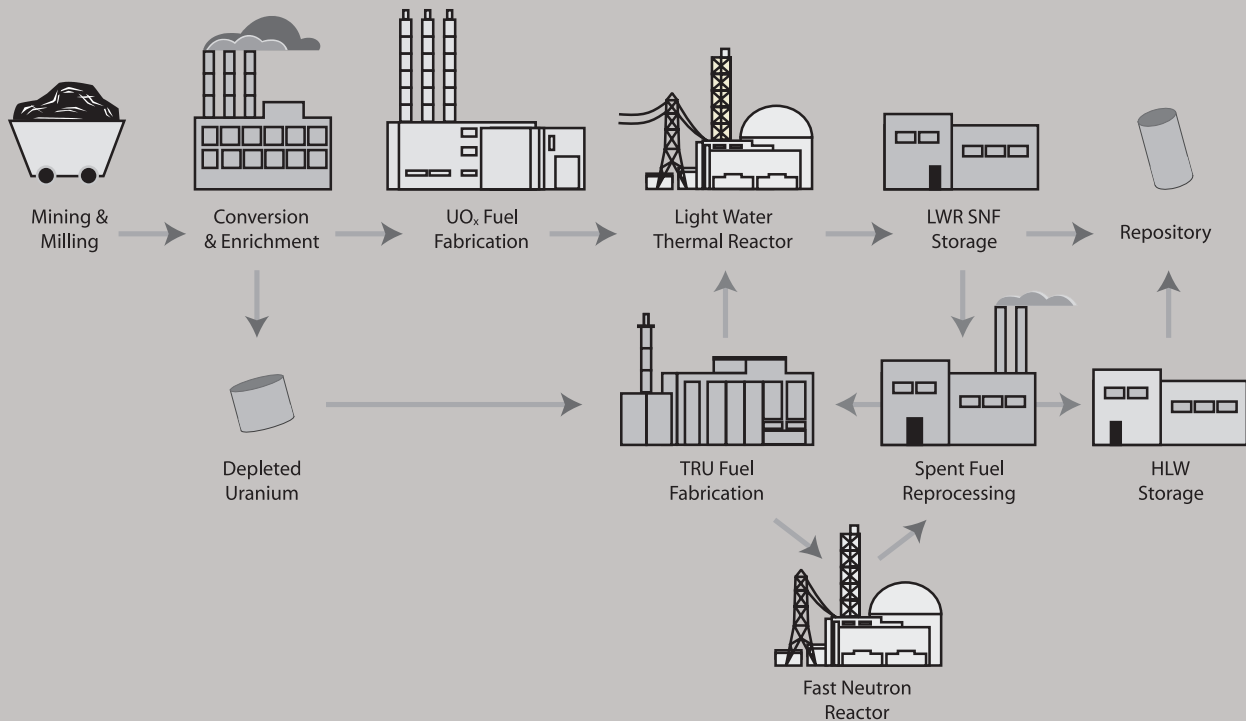 Mining &
Milling
Conversion
& Enrichment
UOₓ Fuel
Fabrication
Light Water
Thermal Reactor
LWR SNF
Storage
Repository
Depleted
Uranium
TRU Fuel
Fabrication
Spent Fuel
Reprocessing
HLW
Storage
Fast Neutron
Reactor